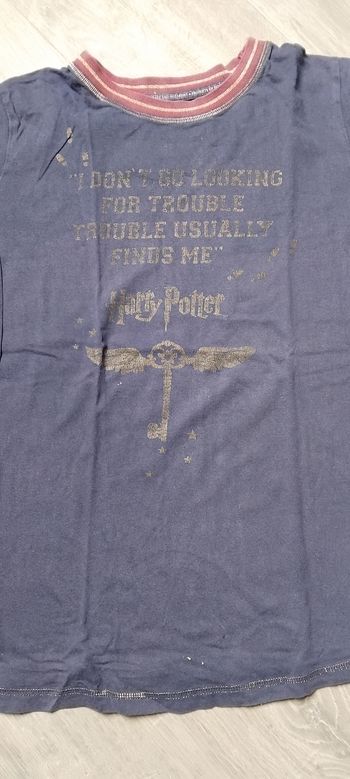 "I DON'T GO LOOKING
FOR TROUBLE
TROUBLE USUALLY
FINDS ME"
Harry Potter